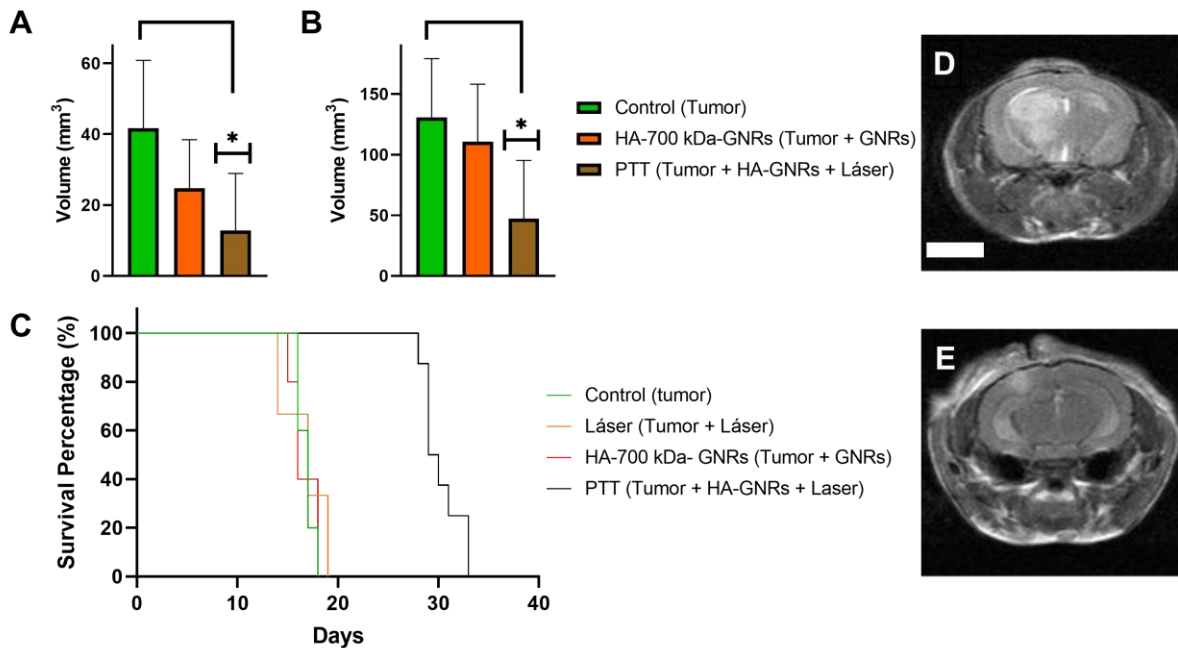 A
Volume (mm³)
60
40
20
0
*
B
Volume (mm³)
150
100
50
0
*
Control (Tumor)
HA-700 kDa-GNRs (Tumor + GNRs)
PTT (Tumor + HA-GNRs + Láser)
D
C
Survival Percentage (%)
100
80
60
40
20
0
0 10 20 30 40
Days
Control (tumor)
Láser (Tumor + Láser)
HA-700 kDa- GNRs (Tumor + GNRs)
PTT (Tumor + HA-GNRs + Laser)
E